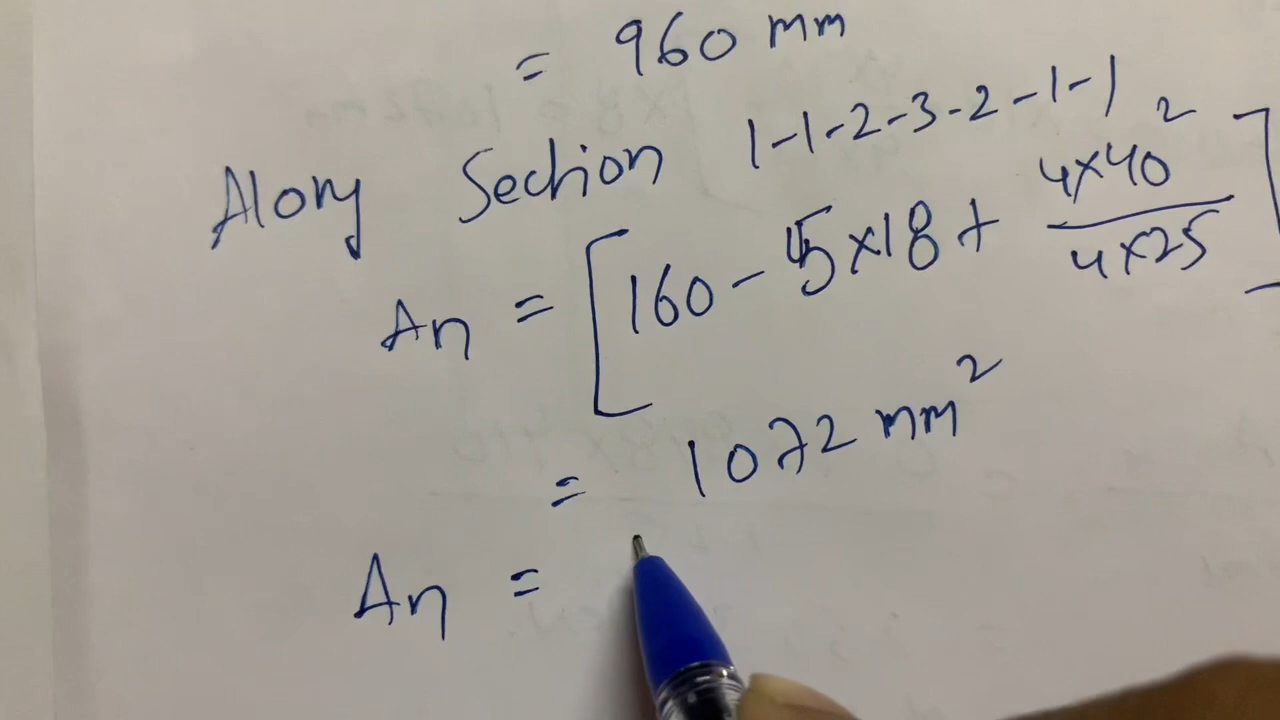 = 960 mm
Along Section 1-1-2-3-2-1-1
An = [160 - 5×18 + 4×40² / 4×25]
= 1072 mm²
An =